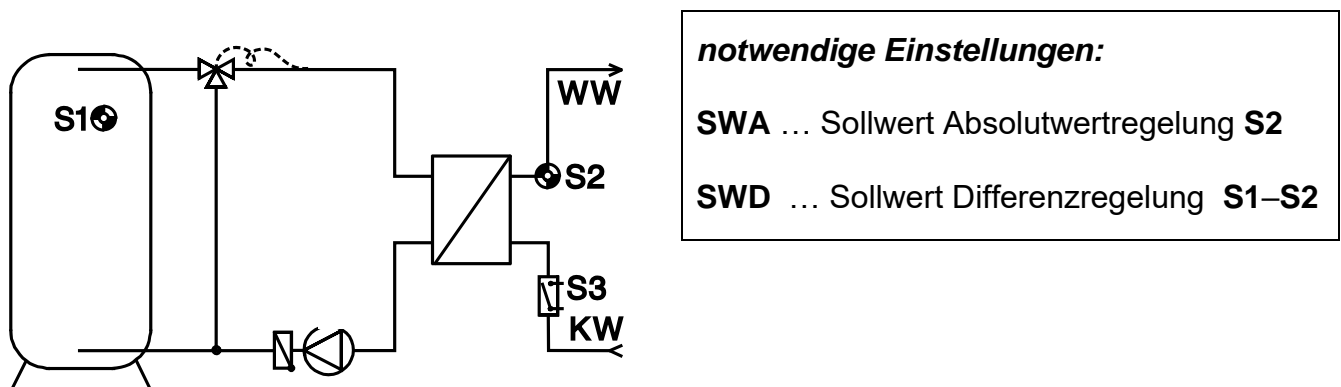 S1
WW
S2
S3
KW
notwendige Einstellungen:
SWA … Sollwert Absolutwertregelung S2
SWD … Sollwert Differenzregelung S1–S2